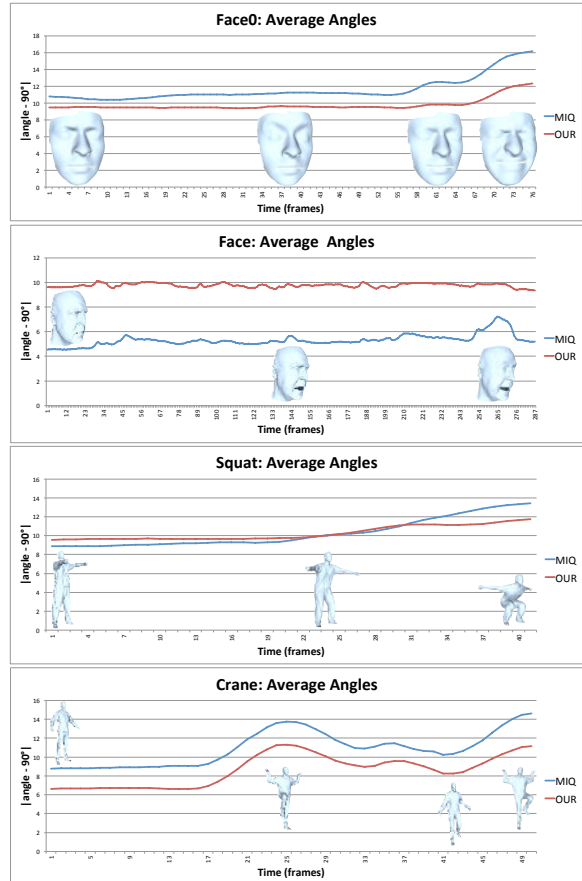 Face0: Average Angles
|angle - 90°|
18
16
14
12
10
8
6
4
2
0
1 4 7 10 13 16 19 22 25 28 31 34 37 40 43 46 49 52 55 58 61 64 67 70 73 76
Time (frames)
MIQ
OUR
Face: Average Angles
|angle - 90°|
12
10
8
6
4
2
0
1 12 23 34 45 56 67 78 89 100 111 122 133 144 155 166 177 188 199 210 221 232 243 254 265 276 287
Time (frames)
MIQ
OUR
Squat: Average Angles
|angle - 90°|
16
14
12
10
8
6
4
2
0
1 4 7 10 13 16 19 22 25 28 31 34 37 40
Time (frames)
MIQ
OUR
Crane: Average Angles
|angle - 90°|
16
14
12
10
8
6
4
2
0
1 5 9 13 17 21 25 29 33 37 41 45 49
Time (frames)
MIQ
OUR